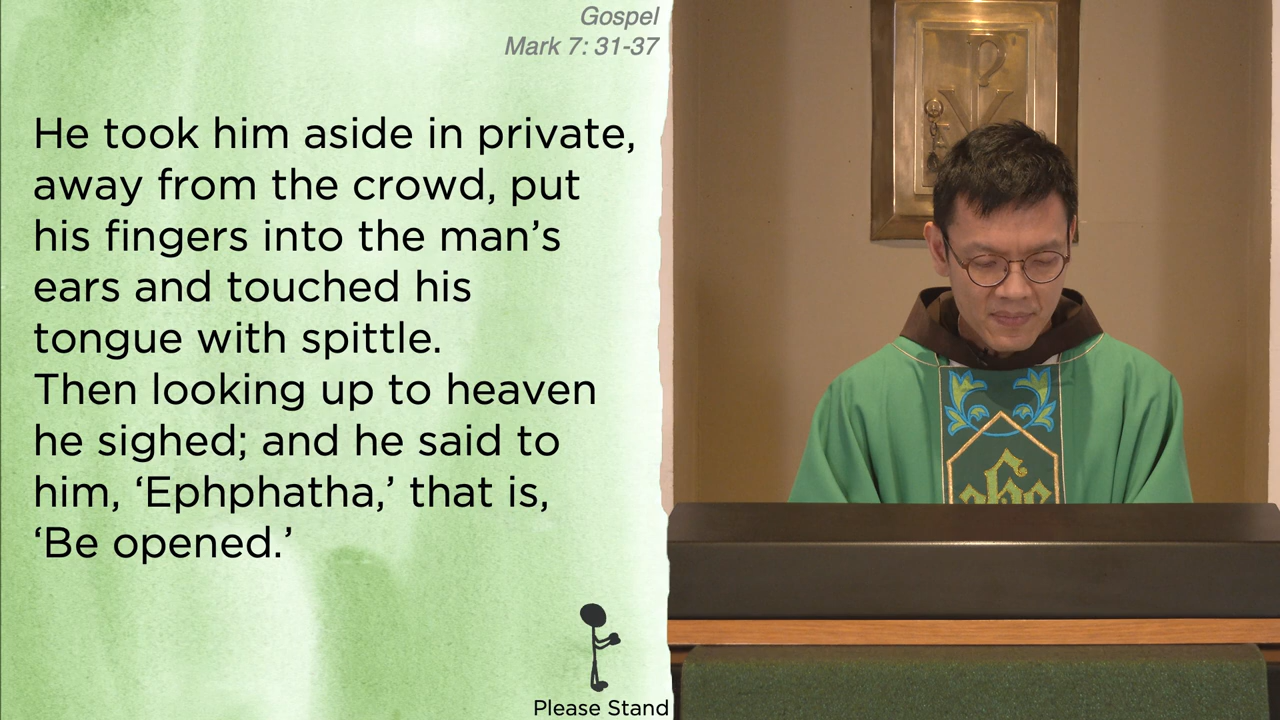 Gospel
Mark 7: 31-37
He took him aside in private,
away from the crowd, put
his fingers into the man’s
ears and touched his
tongue with spittle.
Then looking up to heaven
he sighed; and he said to
him, ‘Ephphatha,’ that is,
‘Be opened.’
Please Stand